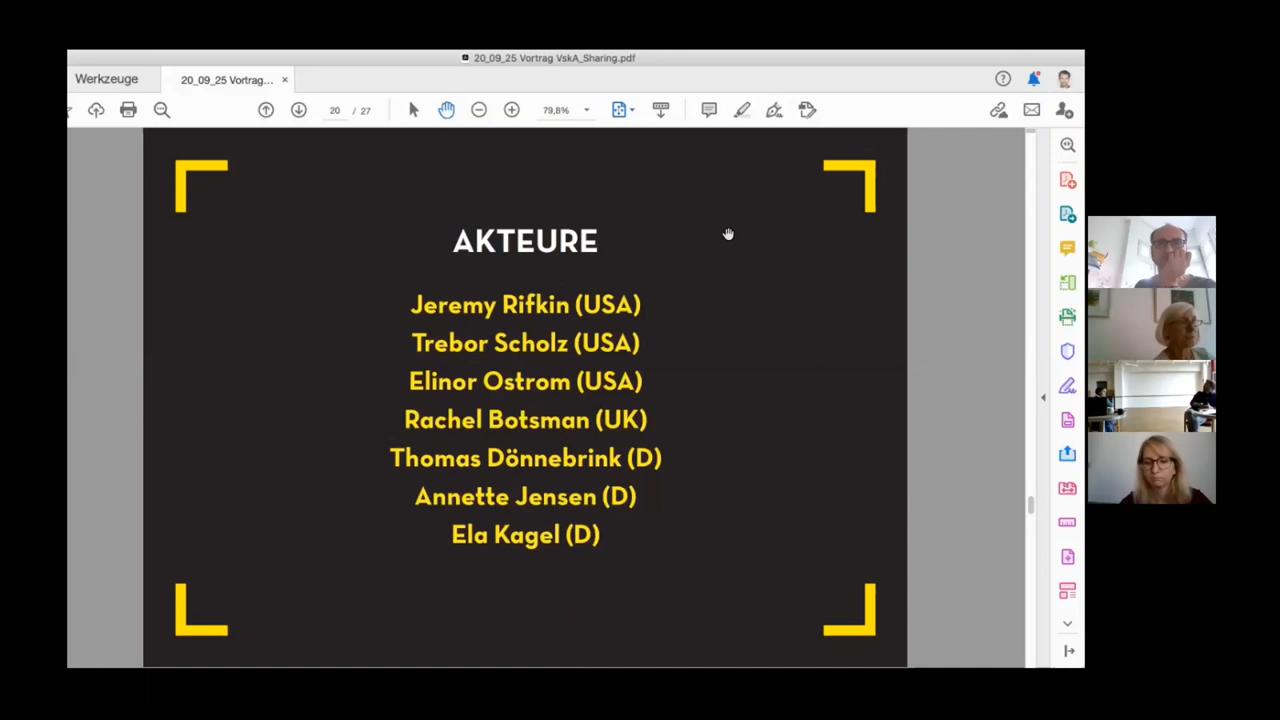 20_09_25 Vortrag VskA_Sharing.pdf
Werkzeuge
20_09_25 Vortrag... ×
20 / 27
79,8%
AKTEURE
Jeremy Rifkin (USA)
Trebor Scholz (USA)
Elinor Ostrom (USA)
Rachel Botsman (UK)
Thomas Dönnebrink (D)
Annette Jensen (D)
Ela Kagel (D)